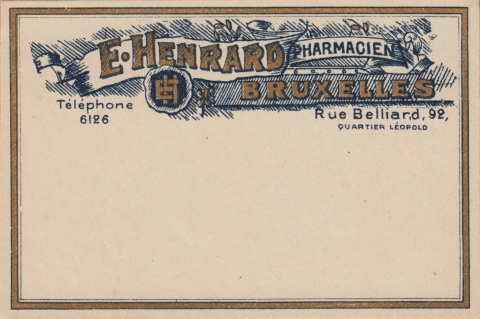 E. HENRARD PHARMACIEN
BRUXELLES
Téléphone
6126
Rue Belliard, 92,
QUARTIER LÉOPOLD